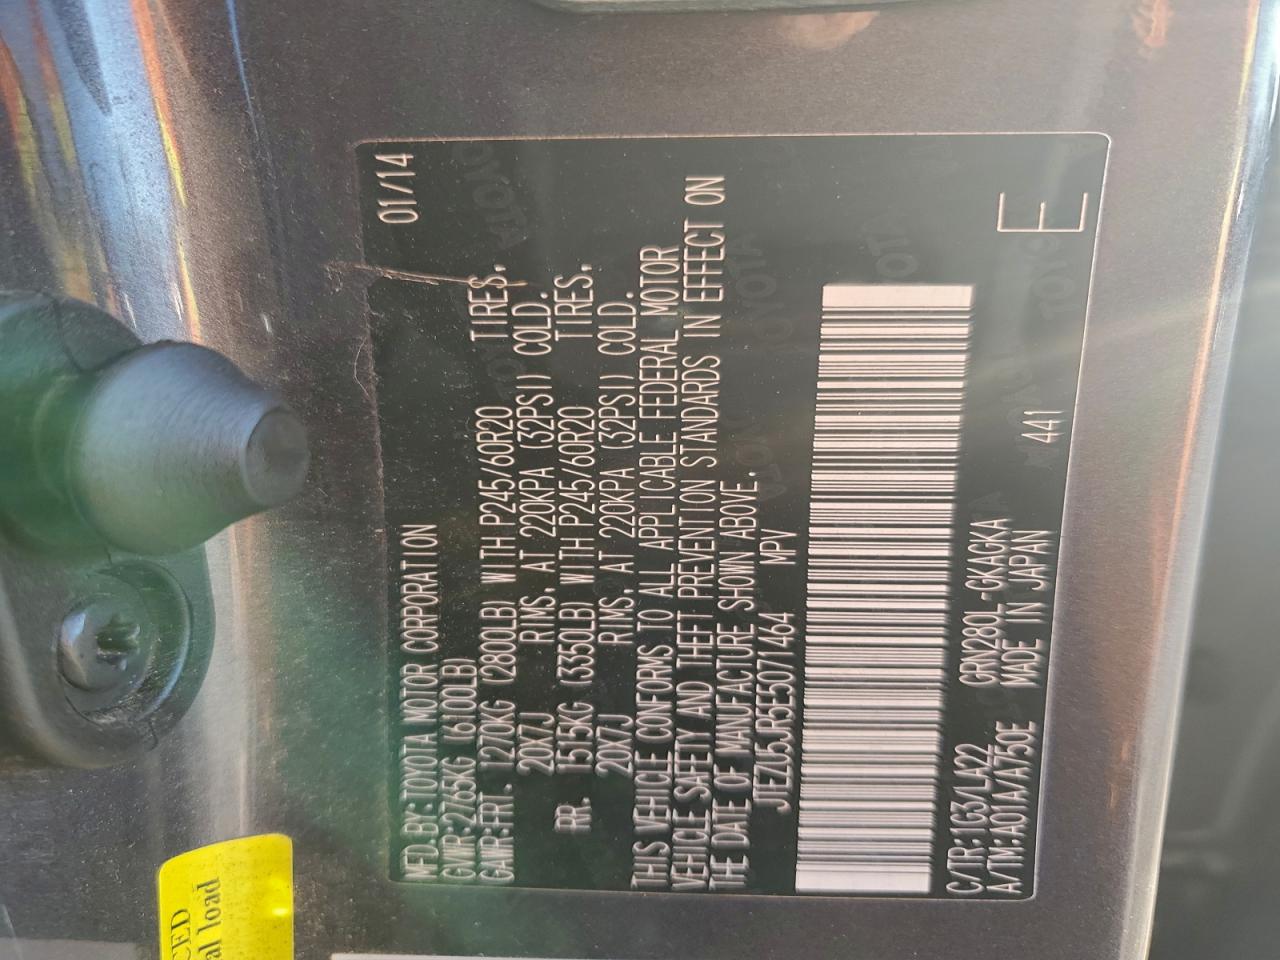 MFD.BY:TOYOTA MOTOR CORPORATION 01/14
GVWR:2765KG (6100LB)
GAWR:FRT. 1270KG (2800LB) WITH P245/60R20 TIRES,
20X7J RIMS, AT 220KPA (32PSI) COLD.
RR. 1515KG (3350LB) WITH P245/60R20 TIRES,
20X7J RIMS, AT 220KPA (32PSI) COLD.
THIS VEHICLE CONFORMS TO ALL APPLICABLE FEDERAL MOTOR
VEHICLE SAFETY AND THEFT PREVENTION STANDARDS IN EFFECT ON
THE DATE OF MANUFACTURE SHOWN ABOVE.
JTEZU5JR5E5071464 MPV
C/TR:1G3/LA22 GRN280L-GKAGKA
A/TM:A01A/A750E MADE IN JAPAN 441 E
CED
al load